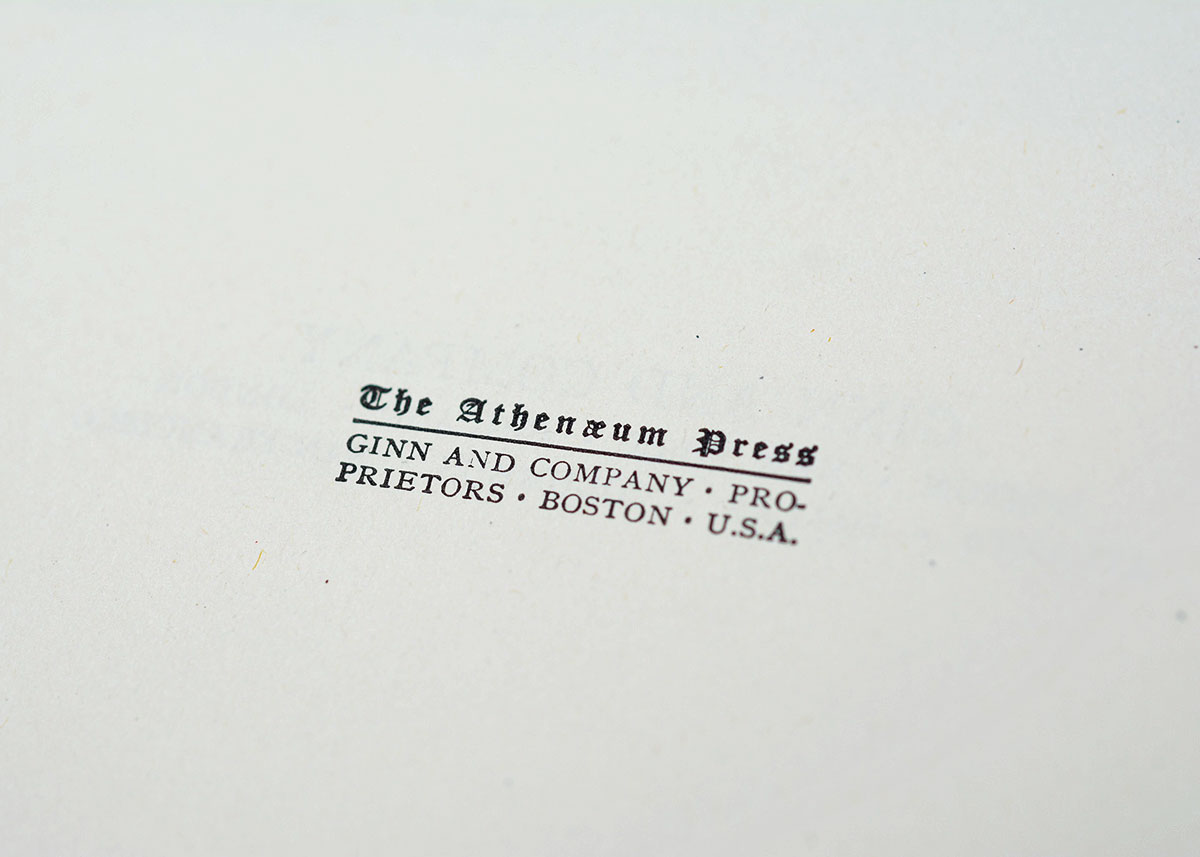 The Athenæum Press
GINN AND COMPANY · PRO-
PRIETORS · BOSTON · U.S.A.